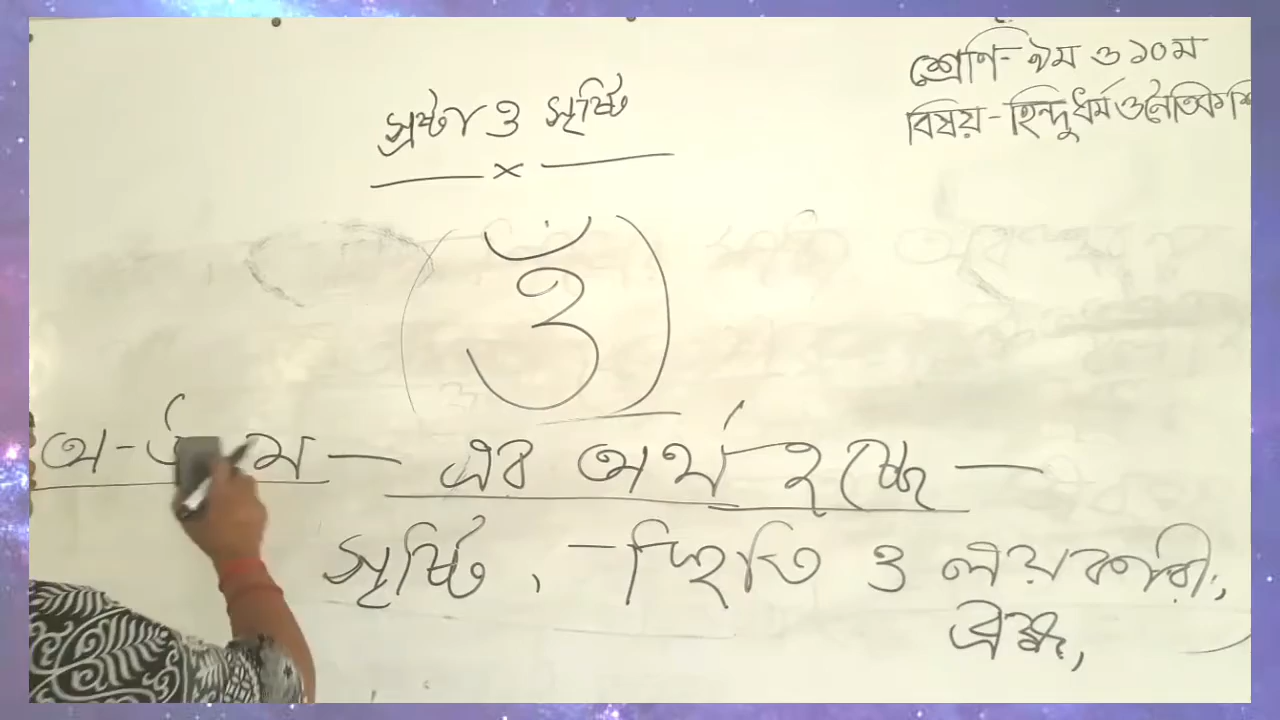 শ্রেণি- ৯ম ও ১০ম
বিষয় - হিন্দুধর্ম ও নৈতিক শি
স্রষ্টা ও সৃষ্টি
×
ওঁ
অ - উ - ম — এর অর্থ হচ্ছে —
সৃষ্টি, - স্থিতি ও লয়কারী,
ব্রহ্ম,